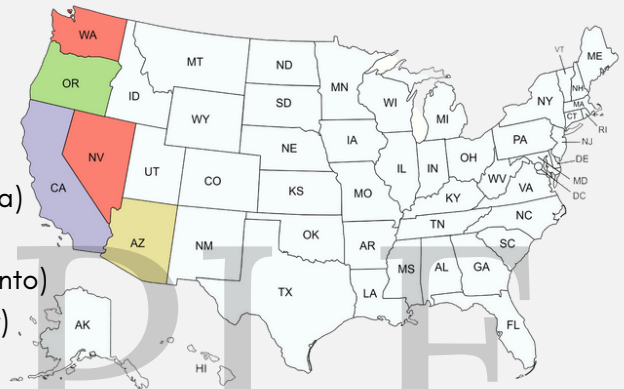 WA
MT
ND
OR
ID
MN
ME
VT
NH
SD
WI
NY
MA
WY
MI
CT
RI
IA
PA
NJ
NE
OH
NV
IL
IN
DE
UT
WV
MD
CA
CO
VA
DC
KS
MO
KY
a)
NC
TN
AZ
OK
NM
AR
SC
MS
AL
GA
nto)
TX
LA
)
AK
FL
HI